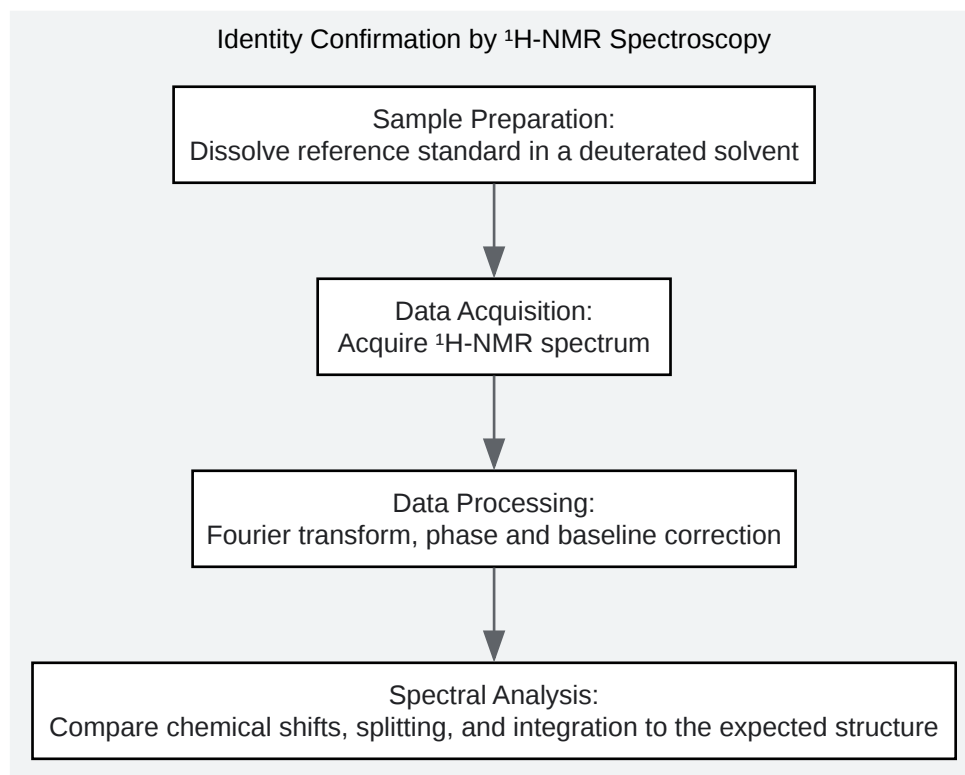 Identity Confirmation by ¹H-NMR Spectroscopy
Sample Preparation:
Dissolve reference standard in a deuterated solvent
Data Acquisition:
Acquire ¹H-NMR spectrum
Data Processing:
Fourier transform, phase and baseline correction
Spectral Analysis:
Compare chemical shifts, splitting, and integration to the expected structure